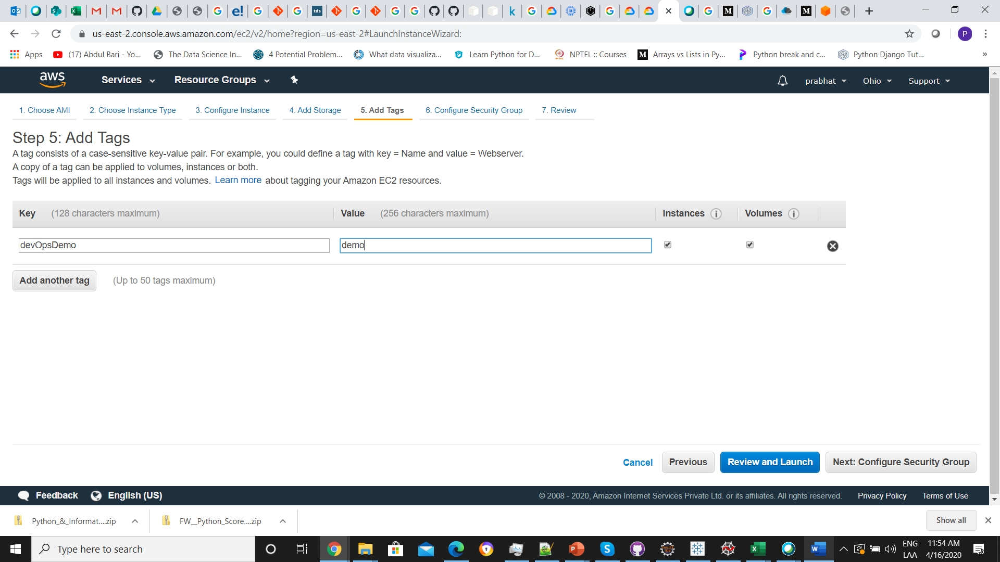 us-east-2.console.aws.amazon.com/ec2/v2/home?region=us-east-2#LaunchInstanceWizard:
P
Apps
(17) Abdul Bari - Yo...
The Data Science In...
4 Potential Problem...
What data visualiza...
Learn Python for D...
NPTEL :: Courses
Arrays vs Lists in Py...
Python break and c...
Python Django Tut...
»
aws
Services
Resource Groups
prabhat
Ohio
Support
1. Choose AMI
2. Choose Instance Type
3. Configure Instance
4. Add Storage
5. Add Tags
6. Configure Security Group
7. Review
Step 5: Add Tags
A tag consists of a case-sensitive key-value pair. For example, you could define a tag with key = Name and value = Webserver.
A copy of a tag can be applied to volumes, instances or both.
Tags will be applied to all instances and volumes. Learn more about tagging your Amazon EC2 resources.
Key (128 characters maximum)
Value (256 characters maximum)
Instances
Volumes
devOpsDemo
demo
Add another tag
(Up to 50 tags maximum)
Cancel
Previous
Review and Launch
Next: Configure Security Group
Feedback
English (US)
© 2008 - 2020, Amazon Internet Services Private Ltd. or its affiliates. All rights reserved.
Privacy Policy
Terms of Use
Python_&_Informat....zip
FW__Python_Score....zip
Show all
Type here to search
ENG
LAA
11:54 AM
4/16/2020